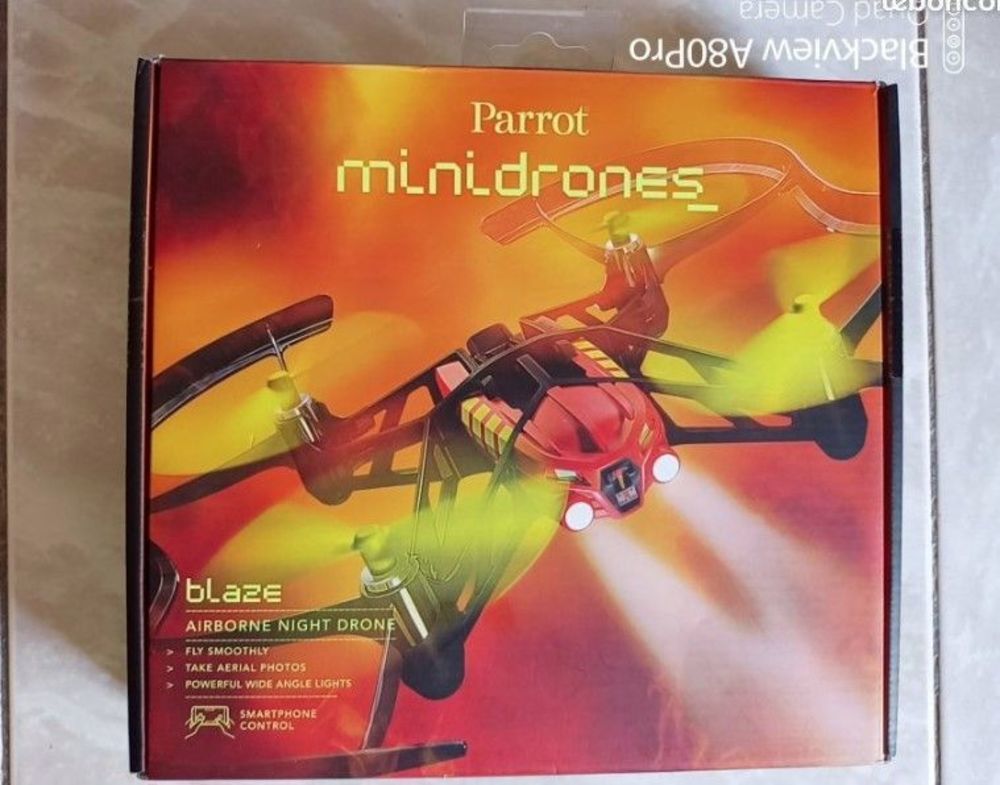 Quad Camera
Blackview A80Pro
Parrot
minidrones_
blaze
AIRBORNE NIGHT DRONE
> FLY SMOOTHLY
> TAKE AERIAL PHOTOS
> POWERFUL WIDE ANGLE LIGHTS
SMARTPHONE
CONTROL